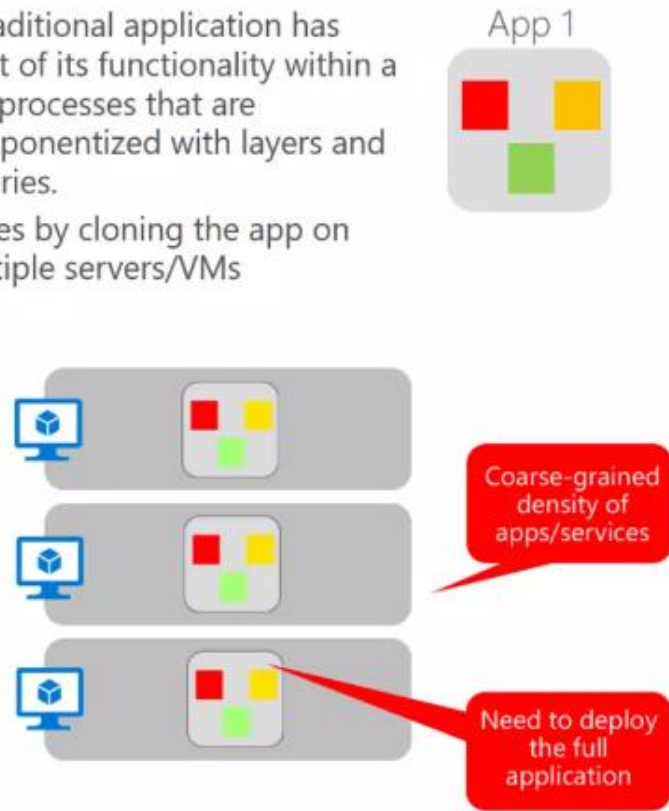 aditional application has
t of its functionality within a
processes that are
ponentized with layers and
ries.
es by cloning the app on
tiple servers/VMs
App 1
Coarse-grained
density of
apps/services
Need to deploy
the full
application